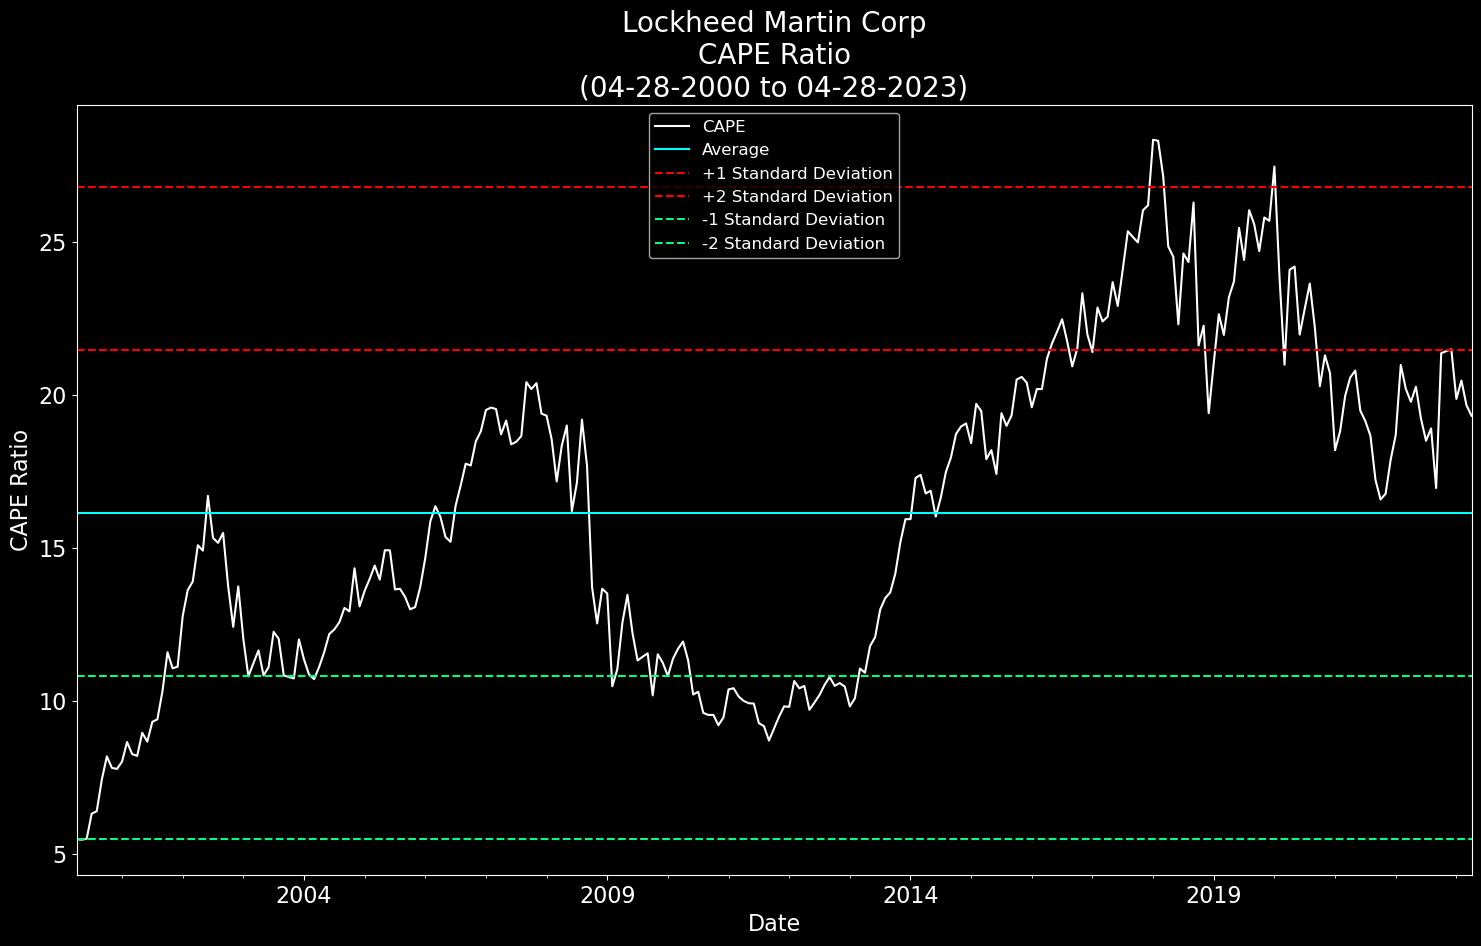 Lockheed Martin Corp
CAPE Ratio
(04-28-2000 to 04-28-2023)
CAPE
Average
+1 Standard Deviation
+2 Standard Deviation
-1 Standard Deviation
-2 Standard Deviation
25
20
15
10
5
CAPE Ratio
2004 2009 2014 2019
Date